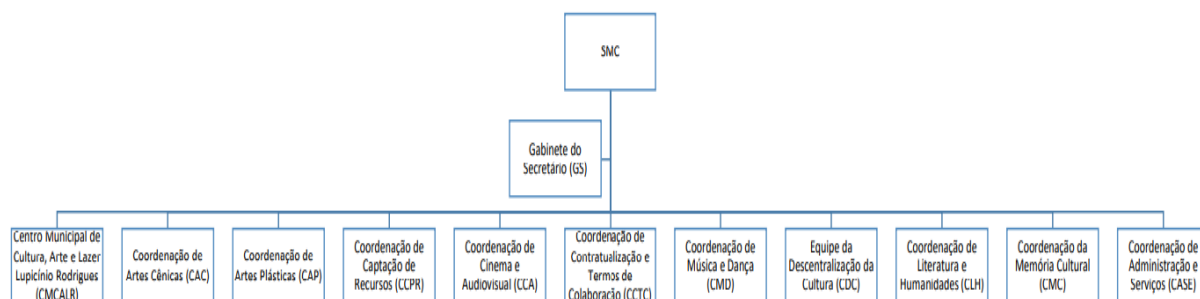 SMC
Gabinete do
Secretário (GS)
Centro Municipal de
Cultura, Arte e Lazer
Lupicínio Rodrigues
(CMCALR)
Coordenação de
Artes Cênicas (CAC)
Coordenação de
Artes Plásticas (CAP)
Coordenação de
Captação de
Recursos (CCPR)
Coordenação de
Cinema e
Audiovisual (CCA)
Coordenação de
Contratualização e
Termos de
Colaboração (CCTC)
Coordenação de
Música e Dança
(CMD)
Equipe da
Descentralização da
Cultura (CDC)
Coordenação de
Literatura e
Humanidades (CLH)
Coordenação da
Memória Cultural
(CMC)
Coordenação de
Administração e
Serviços (CASE)